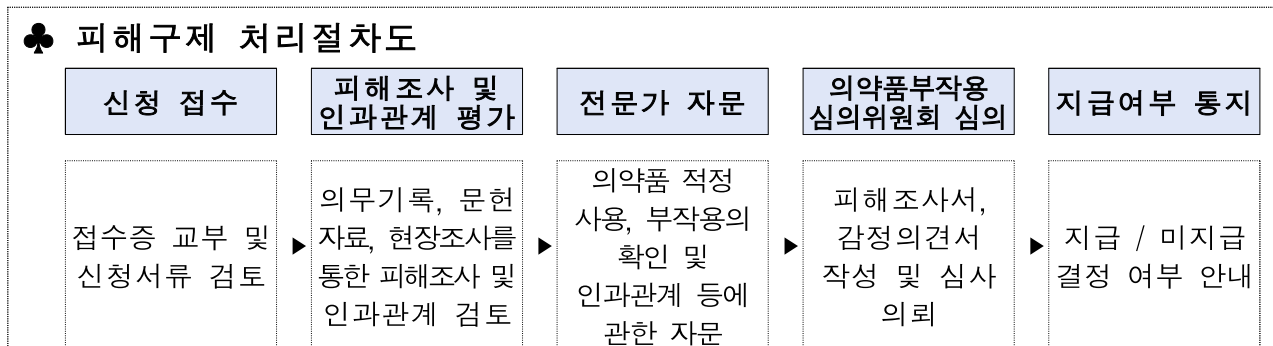 ♣ 피해구제 처리절차도
신청 접수
피해조사 및
인과관계 평가
전문가 자문
의약품부작용
심의위원회 심의
지급여부 통지
접수증 교부 및
신청서류 검토
▶
의무기록, 문헌
자료, 현장조사를
통한 피해조사 및
인과관계 검토
▶
의약품 적정
사용, 부작용의
확인 및
인과관계 등에
관한 자문
▶
피해조사서,
감정의견서
작성 및 심사
의뢰
▶
지급 / 미지급
결정 여부 안내